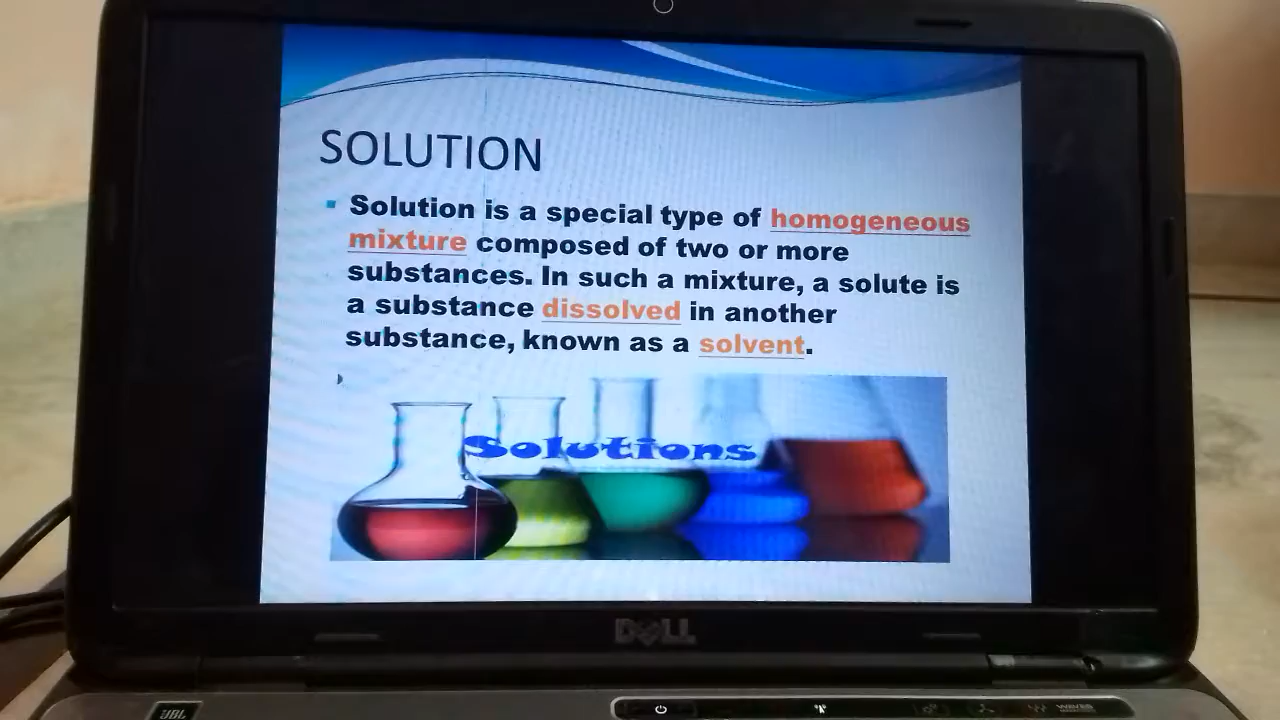 SOLUTION
Solution is a special type of homogeneous
mixture composed of two or more
substances. In such a mixture, a solute is
a substance dissolved in another
substance, known as a solvent.
Solutions
DELL
JBL
WAVES